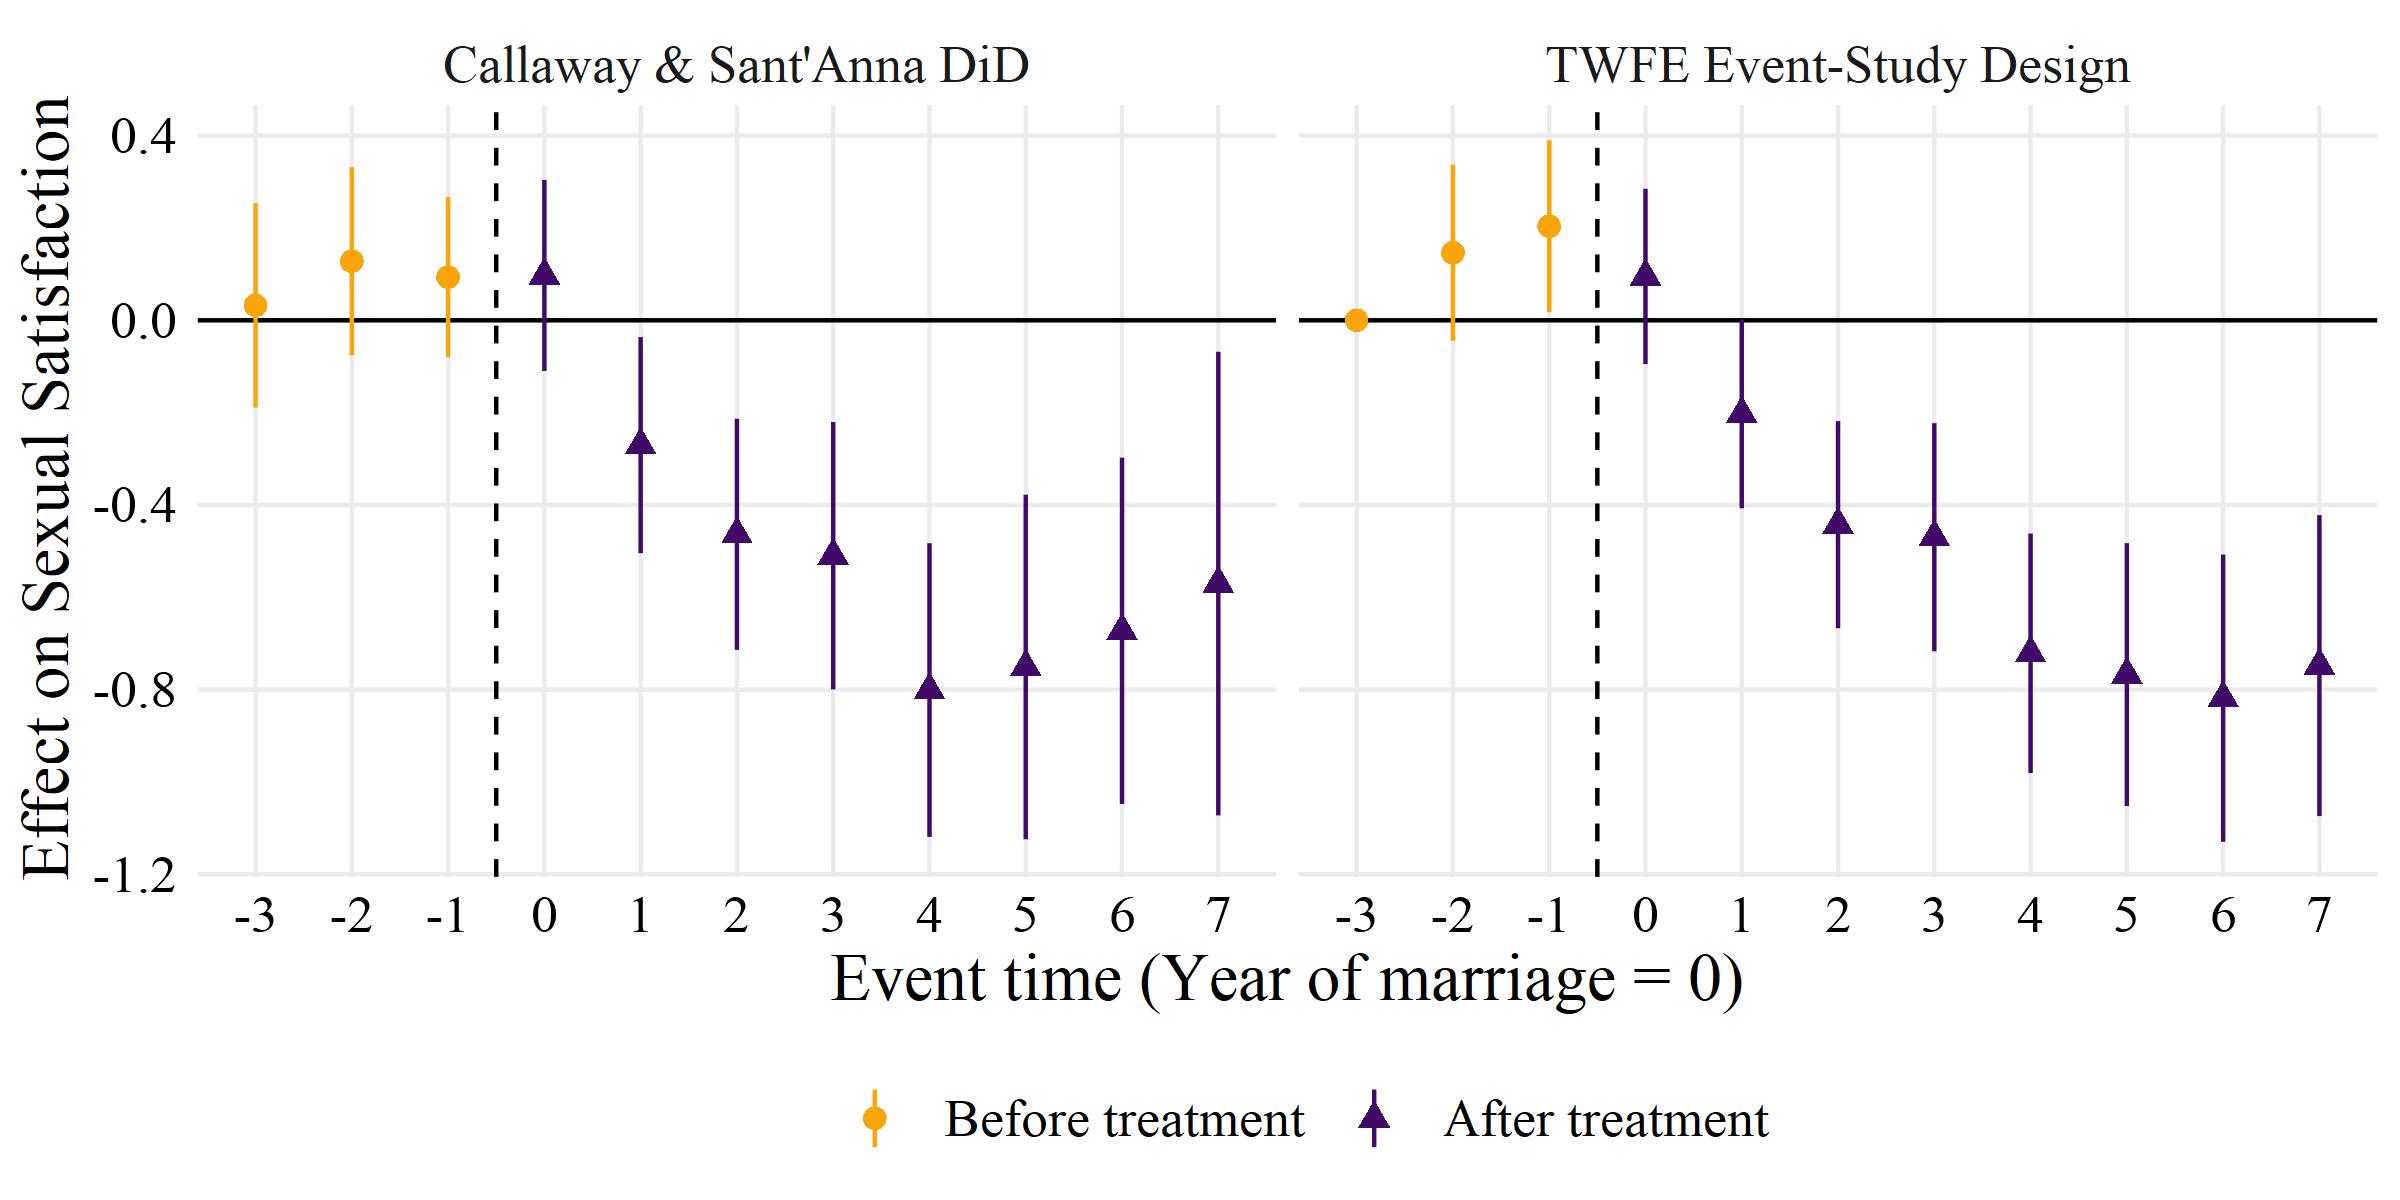 Callaway & Sant'Anna DiD
TWFE Event-Study Design
Effect on Sexual Satisfaction
0.4
0.0
-0.4
-0.8
-1.2
-3 -2 -1 0 1 2 3 4 5 6 7
-3 -2 -1 0 1 2 3 4 5 6 7
Event time (Year of marriage = 0)
Before treatment
After treatment